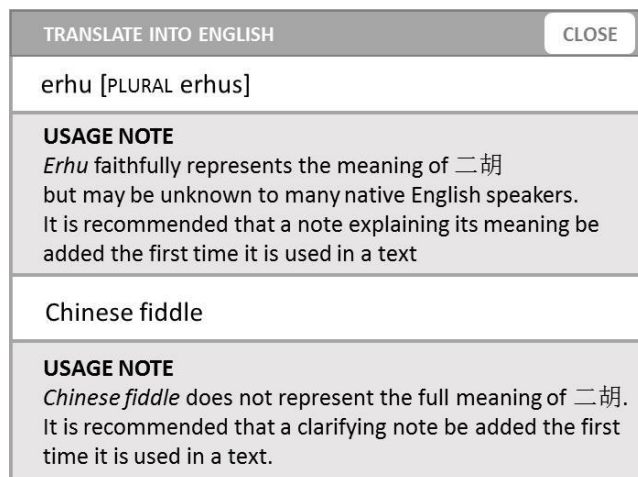 TRANSLATE INTO ENGLISH CLOSE
erhu [PLURAL erhus]
USAGE NOTE
Erhu faithfully represents the meaning of 二胡
but may be unknown to many native English speakers.
It is recommended that a note explaining its meaning be
added the first time it is used in a text
Chinese fiddle
USAGE NOTE
Chinese fiddle does not represent the full meaning of 二胡.
It is recommended that a clarifying note be added the first
time it is used in a text.